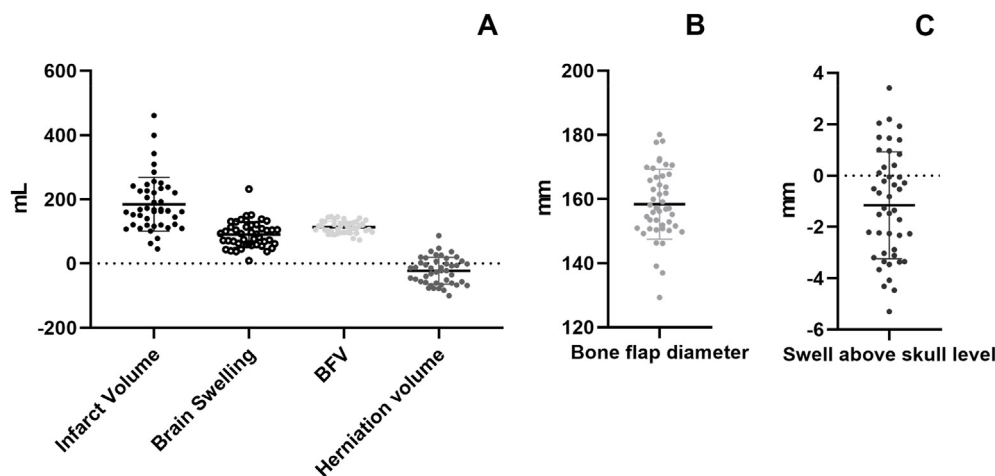 A
B
C
mL
600
400
200
0
-200
Infarct Volume
Brain Swelling
BFV
Herniation volume
mm
200
180
160
140
120
Bone flap diameter
mm
4
2
0
-2
-4
-6
Swell above skull level